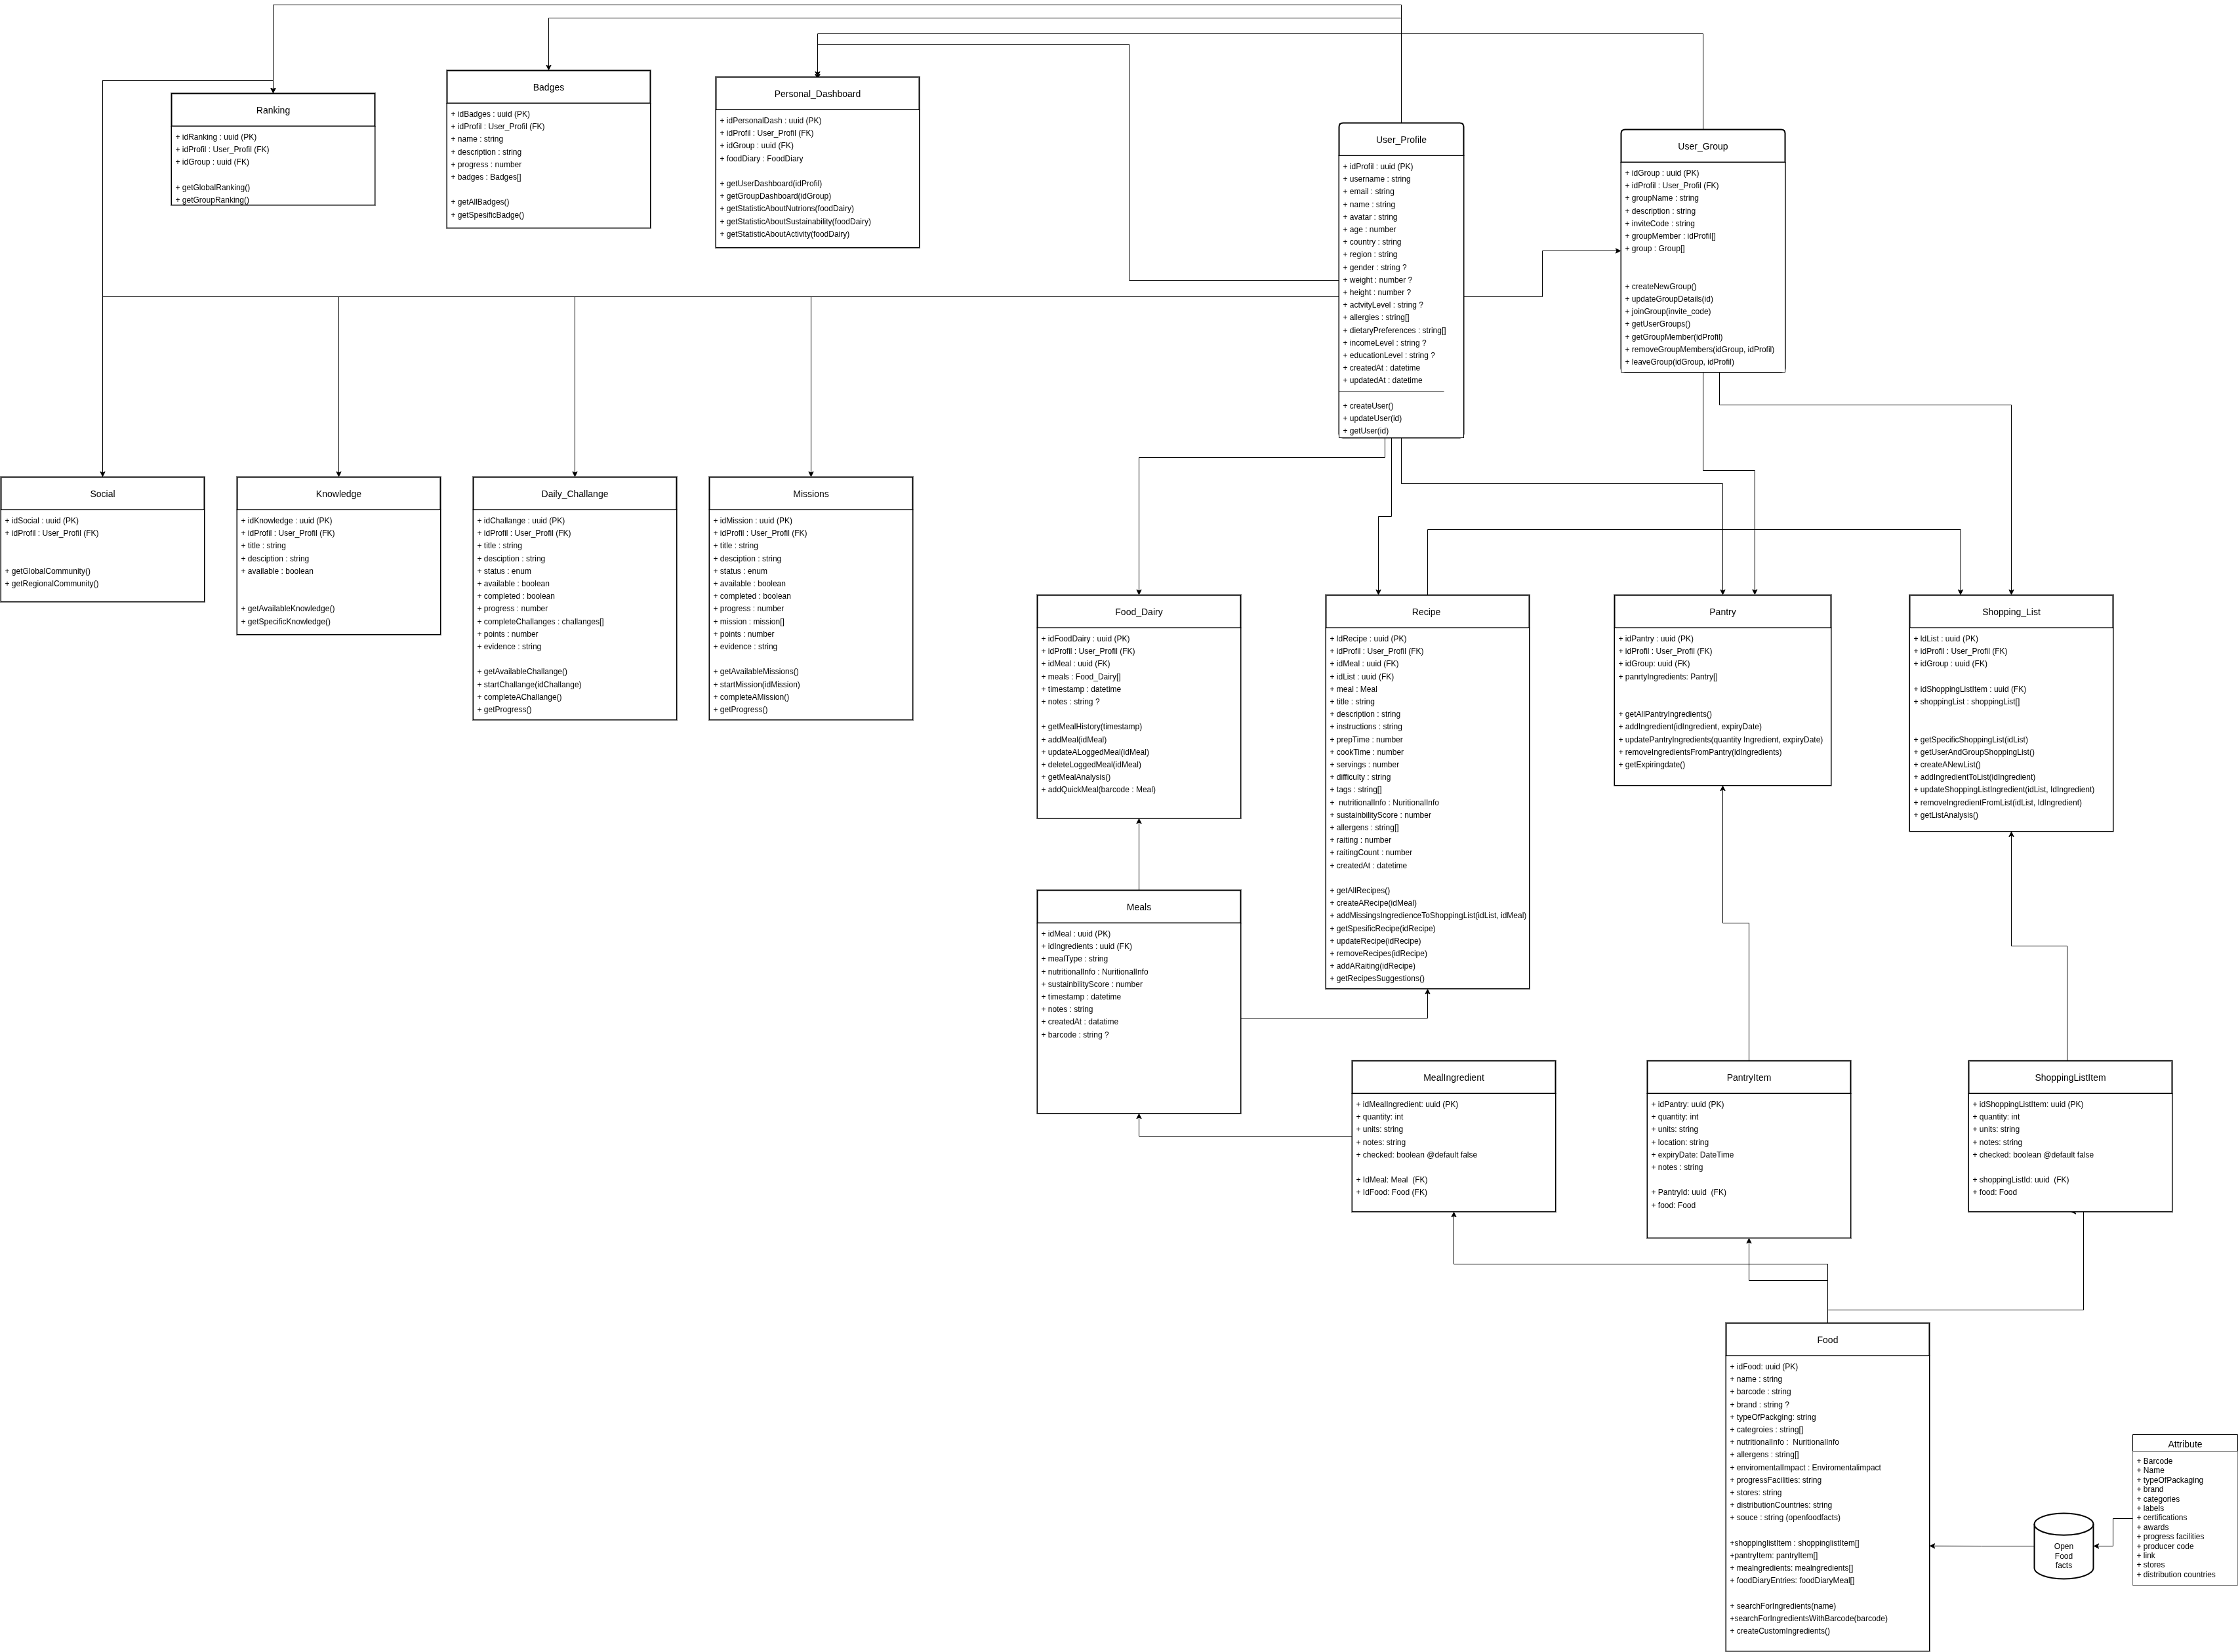 Ranking
+ idRanking : uuid (PK)
+ idProfil : User_Profil (FK)
+ idGroup : uuid (FK)
+ getGlobalRanking()
+ getGroupRanking()
Badges
+ idBadges : uuid (PK)
+ idProfil : User_Profil (FK)
+ name : string
+ description : string
+ progress : number
+ badges : Badges[]
+ getAllBadges()
+ getSpesificBadge()
Personal_Dashboard
+ idPersonalDash : uuid (PK)
+ idProfil : User_Profil (FK)
+ idGroup : uuid (FK)
+ foodDiary : FoodDiary
+ getUserDashboard(idProfil)
+ getGroupDashboard(idGroup)
+ getStatisticAboutNutrions(foodDairy)
+ getStatisticAboutSustainability(foodDairy)
+ getStatisticAboutActivity(foodDairy)
User_Profile
+ idProfil : uuid (PK)
+ username : string
+ email : string
+ name : string
+ avatar : string
+ age : number
+ country : string
+ region : string
+ gender : string ?
+ weight : number ?
+ height : number ?
+ actvityLevel : string ?
+ allergies : string[]
+ dietaryPreferences : string[]
+ incomeLevel : string ?
+ educationLevel : string ?
+ createdAt : datetime
+ updatedAt : datetime
+ createUser()
+ updateUser(id)
+ getUser(id)
User_Group
+ idGroup : uuid (PK)
+ idProfil : User_Profil (FK)
+ groupName : string
+ description : string
+ inviteCode : string
+ groupMember : idProfil[]
+ group : Group[]
+ createNewGroup()
+ updateGroupDetails(id)
+ joinGroup(invite_code)
+ getUserGroups()
+ getGroupMember(idProfil)
+ removeGroupMembers(idGroup, idProfil)
+ leaveGroup(idGroup, idProfil)
Social
+ idSocial : uuid (PK)
+ idProfil : User_Profil (FK)
+ getGlobalCommunity()
+ getRegionalCommunity()
Knowledge
+ idKnowledge : uuid (PK)
+ idProfil : User_Profil (FK)
+ title : string
+ desciption : string
+ available : boolean
+ getAvailableKnowledge()
+ getSpecificKnowledge()
Daily_Challange
+ idChallange : uuid (PK)
+ idProfil : User_Profil (FK)
+ title : string
+ desciption : string
+ status : enum
+ available : boolean
+ completed : boolean
+ progress : number
+ completeChallanges : challanges[]
+ points : number
+ evidence : string
+ getAvailableChallange()
+ startChallange(idChallange)
+ completeAChallange()
+ getProgress()
Missions
+ idMission : uuid (PK)
+ idProfil : User_Profil (FK)
+ title : string
+ desciption : string
+ status : enum
+ available : boolean
+ completed : boolean
+ progress : number
+ mission : mission[]
+ points : number
+ evidence : string
+ getAvailableMissions()
+ startMission(idMission)
+ completeAMission()
+ getProgress()
Food_Dairy
+ idFoodDairy : uuid (PK)
+ idProfil : User_Profil (FK)
+ idMeal : uuid (FK)
+ meals : Food_Dairy[]
+ timestamp : datetime
+ notes : string ?
+ getMealHistory(timestamp)
+ addMeal(idMeal)
+ updateALoggedMeal(idMeal)
+ deleteLoggedMeal(idMeal)
+ getMealAnalysis()
+ addQuickMeal(barcode : Meal)
Recipe
+ IdRecipe : uuid (PK)
+ idProfil : User_Profil (FK)
+ idMeal : uuid (FK)
+ idList : uuid (FK)
+ meal : Meal
+ title : string
+ description : string
+ instructions : string
+ prepTime : number
+ cookTime : number
+ servings : number
+ difficulty : string
+ tags : string[]
+ nutritionalInfo : NuritionalInfo
+ sustainbilityScore : number
+ allergens : string[]
+ raiting : number
+ raitingCount : number
+ createdAt : datetime
+ getAllRecipes()
+ createARecipe(idMeal)
+ addMissingsIngredienceToShoppingList(idList, idMeal)
+ getSpesificRecipe(idRecipe)
+ updateRecipe(idRecipe)
+ removeRecipes(idRecipe)
+ addARaiting(idRecipe)
+ getRecipesSuggestions()
Pantry
+ idPantry : uuid (PK)
+ idProfil : User_Profil (FK)
+ idGroup: uuid (FK)
+ panrtyIngredients: Pantry[]
+ getAllPantryIngredients()
+ addIngredient(idIngredient, expiryDate)
+ updatePantryIngredients(quantity Ingredient, expiryDate)
+ removeIngredientsFromPantry(idIngredients)
+ getExpiringdate()
Shopping_List
+ IdList : uuid (PK)
+ idProfil : User_Profil (FK)
+ idGroup : uuid (FK)
+ idShoppingListItem : uuid (FK)
+ shoppingList : shoppingList[]
+ getSpecificShoppingList(idList)
+ getUserAndGroupShoppingList()
+ createANewList()
+ addIngredientToList(idIngredient)
+ updateShoppingListIngredient(idList, IdIngredient)
+ removeIngredientFromList(idList, IdIngredient)
+ getListAnalysis()
Meals
+ idMeal : uuid (PK)
+ idIngredients : uuid (FK)
+ mealType : string
+ nutritionalInfo : NuritionalInfo
+ sustainbilityScore : number
+ timestamp : datetime
+ notes : string
+ createdAt : datatime
+ barcode : string ?
MealIngredient
+ idMealIngredient: uuid (PK)
+ quantity: int
+ units: string
+ notes: string
+ checked: boolean @default false
+ IdMeal: Meal (FK)
+ IdFood: Food (FK)
PantryItem
+ idPantry: uuid (PK)
+ quantity: int
+ units: string
+ location: string
+ expiryDate: DateTime
+ notes : string
+ PantryId: uuid (FK)
+ food: Food
ShoppingListItem
+ idShoppingListItem: uuid (PK)
+ quantity: int
+ units: string
+ notes: string
+ checked: boolean @default false
+ shoppingListId: uuid (FK)
+ food: Food
Food
+ idFood: uuid (PK)
+ name : string
+ barcode : string
+ brand : string ?
+ typeOfPackging: string
+ categroies : string[]
+ nutritionalInfo : NuritionalInfo
+ allergens : string[]
+ enviromentalImpact : Enviromentalimpact
+ progressFacilities: string
+ stores: string
+ distributionCountries: string
+ souce : string (openfoodfacts)
+shoppinglistItem : shoppinglistItem[]
+pantryItem: pantryItem[]
+ mealngredients: mealngredients[]
+ foodDiaryEntries: foodDiaryMeal[]
+ searchForIngredients(name)
+searchForIngredientsWithBarcode(barcode)
+ createCustomIngredients()
Open
Food
facts
Attribute
+ Barcode
+ Name
+ typeOfPackaging
+ brand
+ categories
+ labels
+ certifications
+ awards
+ progress facilities
+ producer code
+ link
+ stores
+ distribution countries